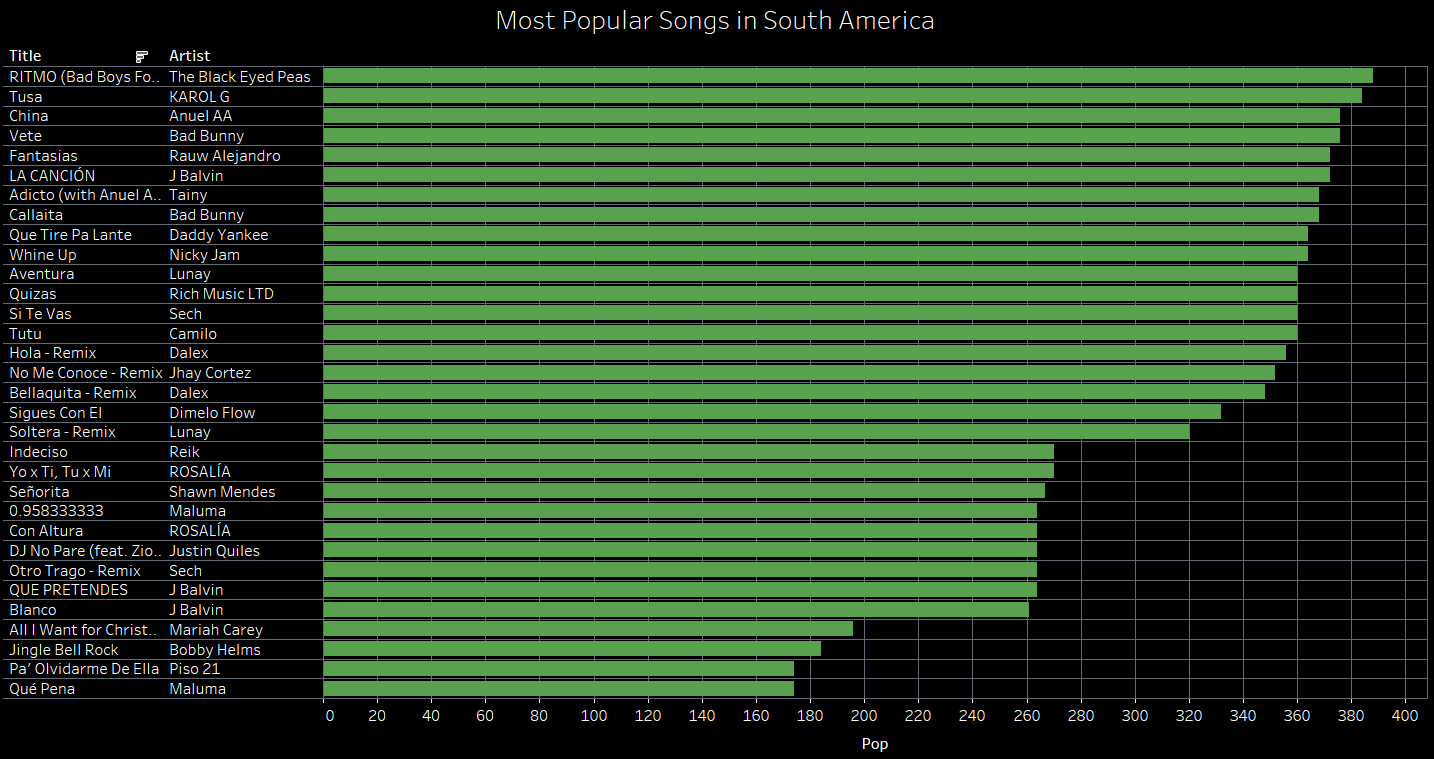 Most Popular Songs in South America
Title Artist
RITMO (Bad Boys Fo.. The Black Eyed Peas
Tusa KAROL G
China Anuel AA
Vete Bad Bunny
Fantasias Rauw Alejandro
LA CANCIÓN J Balvin
Adicto (with Anuel A.. Tainy
Callaita Bad Bunny
Que Tire Pa Lante Daddy Yankee
Whine Up Nicky Jam
Aventura Lunay
Quizas Rich Music LTD
Si Te Vas Sech
Tutu Camilo
Hola - Remix Dalex
No Me Conoce - Remix Jhay Cortez
Bellaquita - Remix Dalex
Sigues Con El Dimelo Flow
Soltera - Remix Lunay
Indeciso Reik
Yo x Ti, Tu x Mi ROSALÍA
Señorita Shawn Mendes
0.958333333 Maluma
Con Altura ROSALÍA
DJ No Pare (feat. Zio.. Justin Quiles
Otro Trago - Remix Sech
QUE PRETENDES J Balvin
Blanco J Balvin
All I Want for Christ.. Mariah Carey
Jingle Bell Rock Bobby Helms
Pa’ Olvidarme De Ella Piso 21
Qué Pena Maluma
0 20 40 60 80 100 120 140 160 180 200 220 240 260 280 300 320 340 360 380 400
Pop